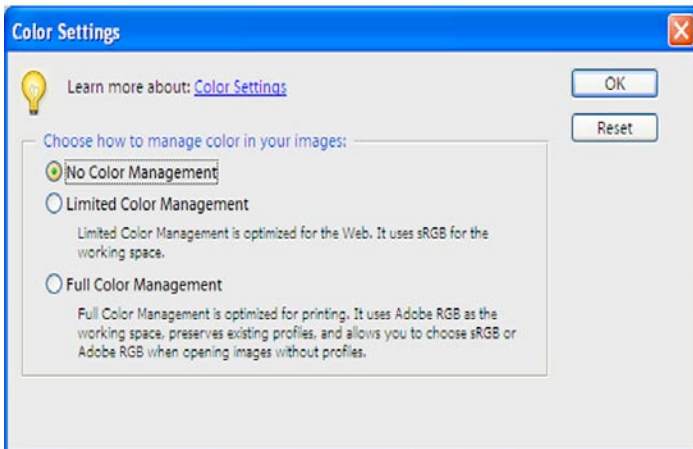 Color Settings
Learn more about: Color Settings
OK
Reset
Choose how to manage color in your images:
No Color Management
Limited Color Management
Limited Color Management is optimized for the Web. It uses sRGB for the
working space.
Full Color Management
Full Color Management is optimized for printing. It uses Adobe RGB as the
working space, preserves existing profiles, and allows you to choose sRGB or
Adobe RGB when opening images without profiles.